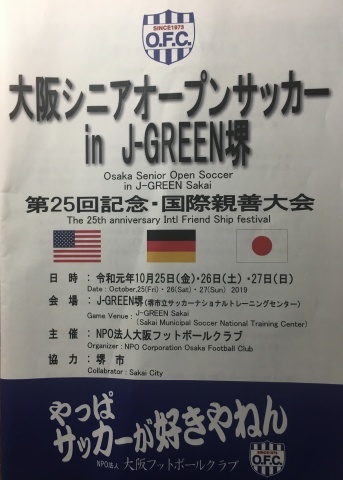 SINCE1973
O.F.C.
大阪シニアオープンサッカー
in J-GREEN堺
Osaka Senior Open Soccer
in J-GREEN Sakai
第25回記念・国際親善大会
The 25th anniversary Intl Friend Ship festival
日 時 : 令和元年10月25日(金)・26日(土)・27日(日)
Date : October,25(Fri)・26(Sat)・27(Sun) 2019
会 場 : J-GREEN堺(堺市立サッカーナショナルトレーニングセンター)
Game Venue : J-GREEN Sakai
(Sakai Municipal Soccer National Training Center)
主 催 : NPO法人大阪フットボールクラブ
Organizer : NPO Corporation Osaka Football Club
協 力 : 堺 市
Collabrator : Sakai City
やっぱ
サッカーが好きやねん
NPO法人 大阪フットボールクラブ
SINCE1973
O.F.C.